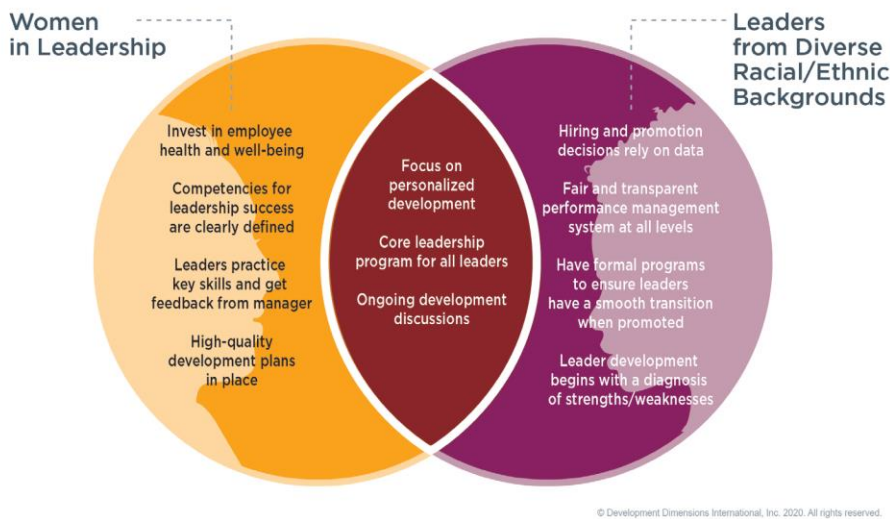 Women
in Leadership
Leaders
from Diverse
Racial/Ethnic
Backgrounds
Invest in employee
health and well-being
Competencies for
leadership success
are clearly defined
Leaders practice
key skills and get
feedback from manager
High-quality
development plans
in place
Focus on
personalized
development
Core leadership
program for all leaders
Ongoing development
discussions
Hiring and promotion
decisions rely on data
Fair and transparent
performance management
system at all levels
Have formal programs
to ensure leaders
have a smooth transition
when promoted
Leader development
begins with a diagnosis
of strengths/weaknesses
© Development Dimensions International, Inc. 2020. All rights reserved.